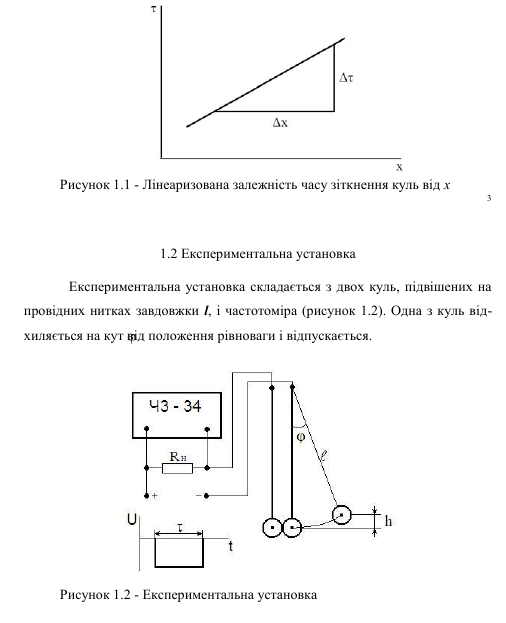 τ
Δτ
Δx
x
Рисунок 1.1 - Лінеаризована залежність часу зіткнення куль від x
3
1.2 Експериментальна установка
Експериментальна установка складається з двох куль, підвішених на
провідних нитках завдовжки l, і частотоміра (рисунок 1.2). Одна з куль від-
хиляється на кут φ від положення рівноваги і відпускається.
ЧЗ - 34
Rн
+ −
φ
ℓ
U
τ
t
h
Рисунок 1.2 - Експериментальна установка